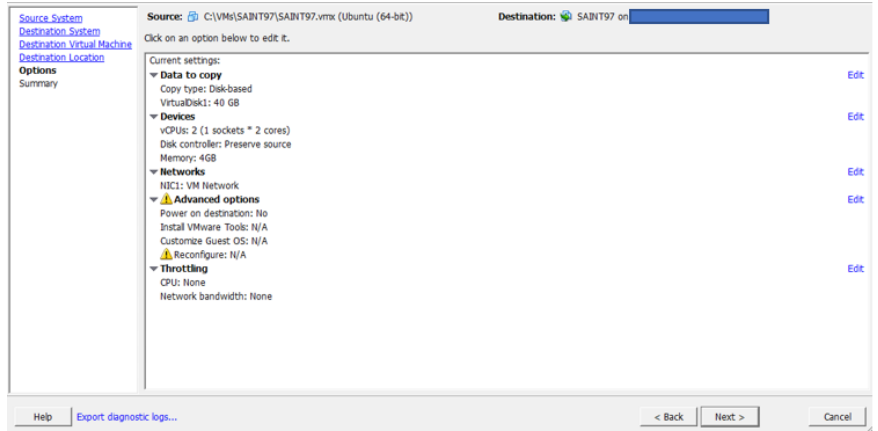 Source System
Destination System
Destination Virtual Machine
Destination Location
Options
Summary
Source: C:\VMs\SAINT97\SAINT97.vmx (Ubuntu (64-bit)) Destination: SAINT97 on
Click on an option below to edit it.
Current settings:
Data to copy Edit
Copy type: Disk-based
VirtualDisk1: 40 GB
Devices Edit
vCPUs: 2 (1 sockets * 2 cores)
Disk controller: Preserve source
Memory: 4GB
Networks Edit
NIC1: VM Network
Advanced options Edit
Power on destination: No
Install VMware Tools: N/A
Customize Guest OS: N/A
Reconfigure: N/A
Throttling Edit
CPU: None
Network bandwidth: None
Help Export diagnostic logs... < Back Next > Cancel